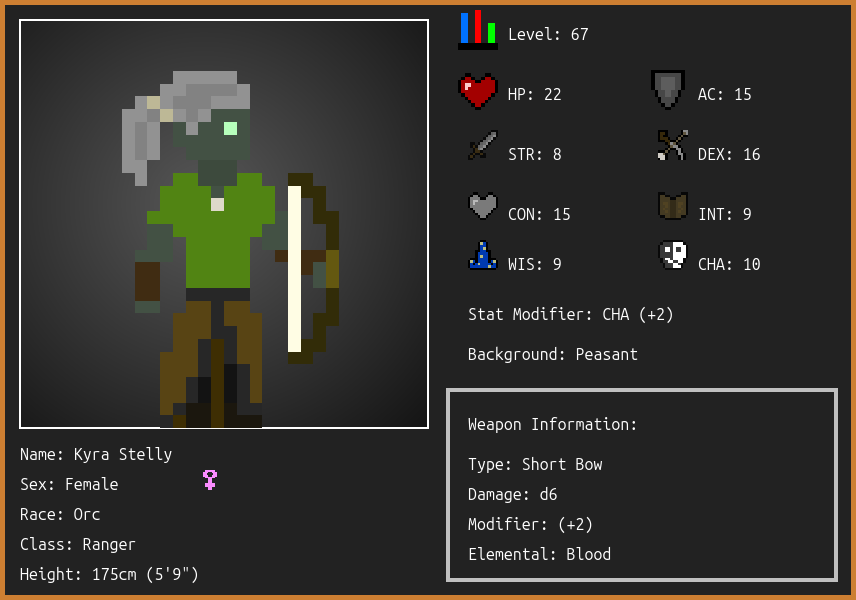 Level: 67
HP: 22
AC: 15
STR: 8
DEX: 16
CON: 15
INT: 9
WIS: 9
CHA: 10
Stat Modifier: CHA (+2)
Background: Peasant
Weapon Information:
Type: Short Bow
Damage: d6
Modifier: (+2)
Elemental: Blood
Name: Kyra Stelly
Sex: Female
Race: Orc
Class: Ranger
Height: 175cm (5'9")